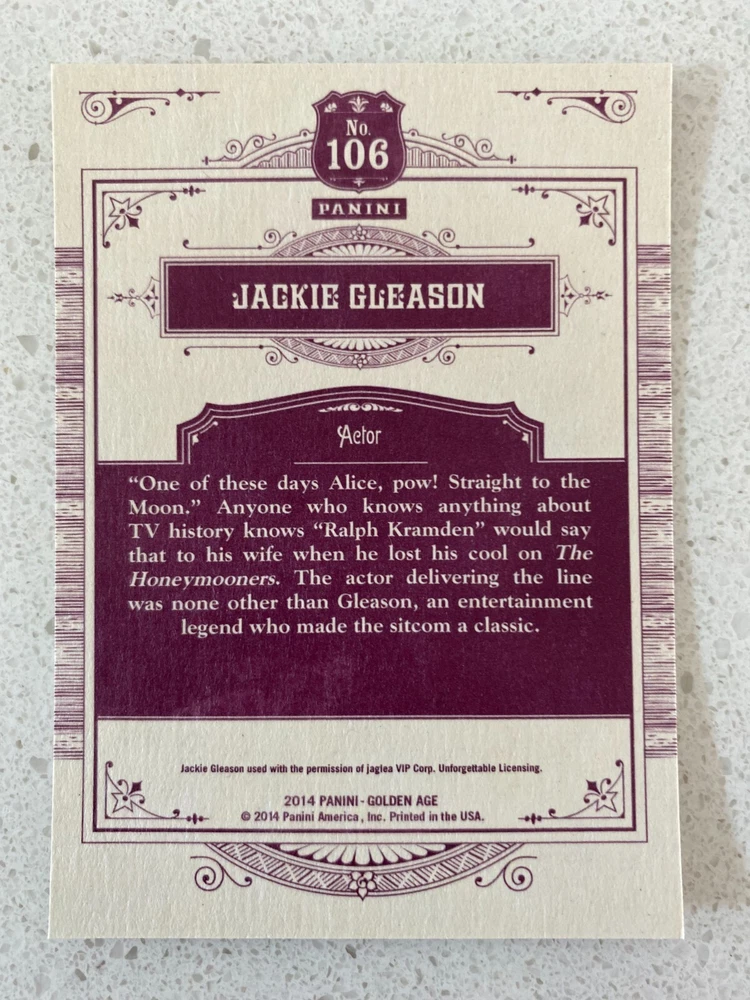 No.
106
PANINI
JACKIE GLEASON
Actor
“One of these days Alice, pow! Straight to the
Moon.” Anyone who knows anything about
TV history knows “Ralph Kramden” would say
that to his wife when he lost his cool on The
Honeymooners. The actor delivering the line
was none other than Gleason, an entertainment
legend who made the sitcom a classic.
Jackie Gleason used with the permission of jaglea VIP Corp. Unforgettable Licensing.
2014 PANINI - GOLDEN AGE
© 2014 Panini America, Inc. Printed in the USA.